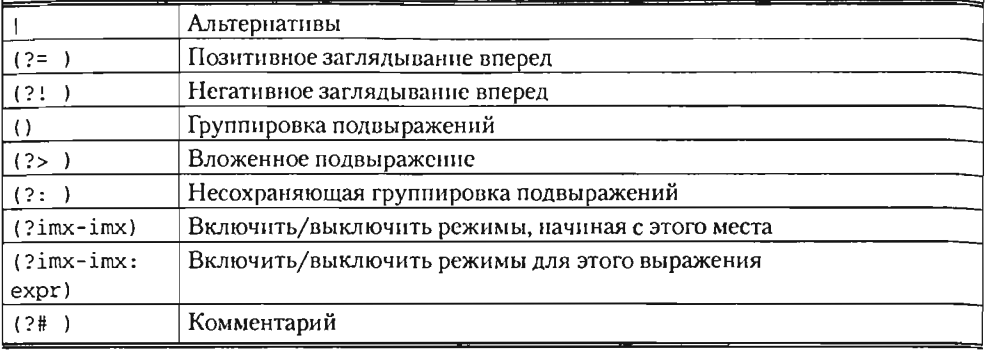 | Альтернативы
(?= ) Позитивное заглядывание вперед
(?! ) Негативное заглядывание вперед
() Группировка подвыражений
(?> ) Вложенное подвыражение
(?: ) Несохраняющая группировка подвыражений
(?imx-imx) Включить/выключить режимы, начиная с этого места
(?imx-imx: Включить/выключить режимы для этого выражения
expr)
(?# ) Комментарий